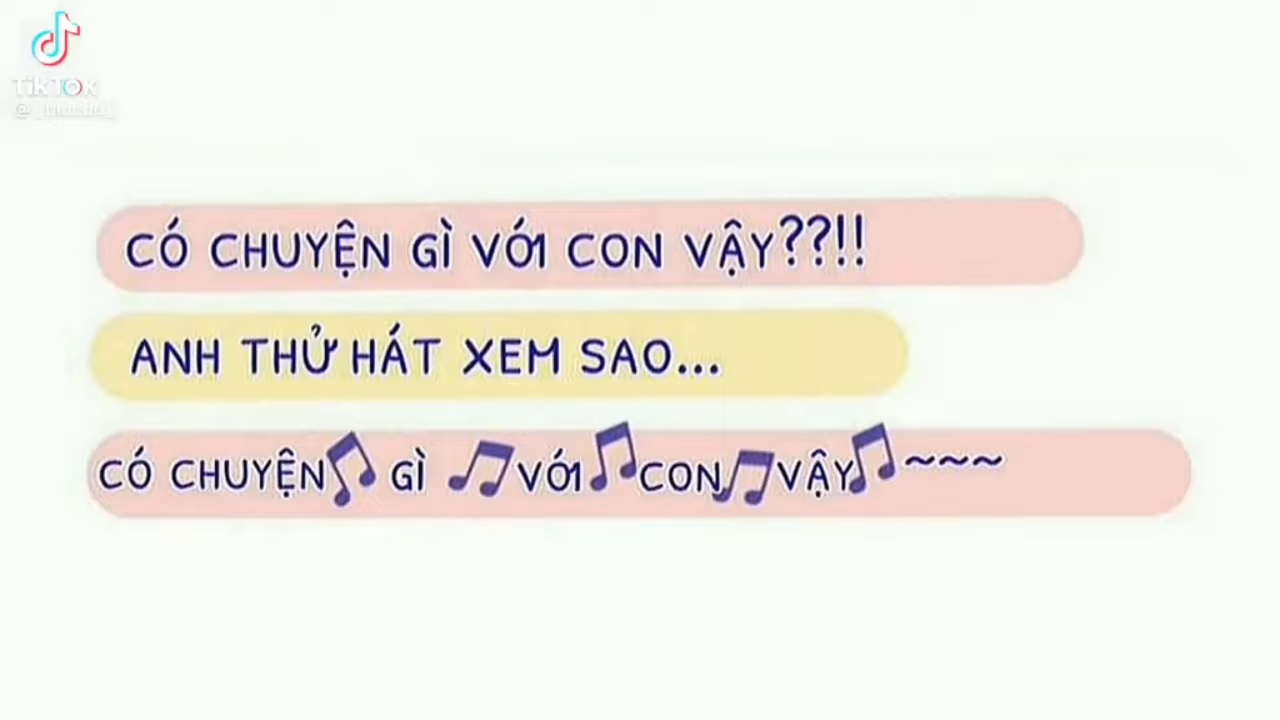 TikTok
CÓ CHUYỆN GÌ VỚI CON VẬY??!!
ANH THỬ HÁT XEM SAO...
CÓ CHUYỆN🎵 GÌ 🎵VỚI🎵CON🎵VẬY🎵~~~